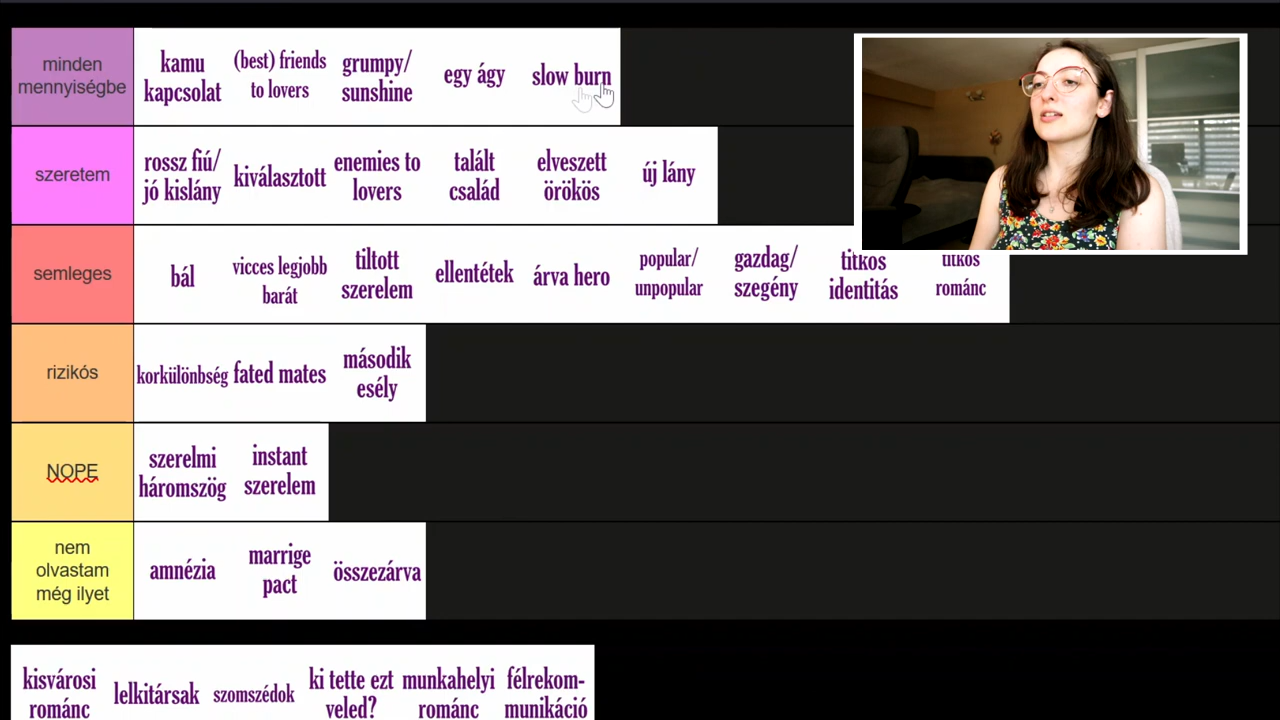 minden
mennyiségbe
kamu
kapcsolat
(best) friends
to lovers
grumpy/
sunshine
egy ágy
slow burn
szeretem
rossz fiú/
jó kislány
kiválasztott
enemies to
lovers
talált
család
elveszett
örökös
új lány
semleges
bál
vicces legjobb
barát
tiltott
szerelem
ellentétek
árva hero
popular/
unpopular
gazdag/
szegény
titkos
identitás
titkos
románc
rizikós
korkülönbség
fated mates
második
esély
NOPE
szerelmi
háromszög
instant
szerelem
nem
olvastam
még ilyet
amnézia
marrige
pact
összezárva
kisvárosi
románc
lelkitársak
szomszédok
ki tette ezt
veled?
munkahelyi
románc
félrekom-
munikáció